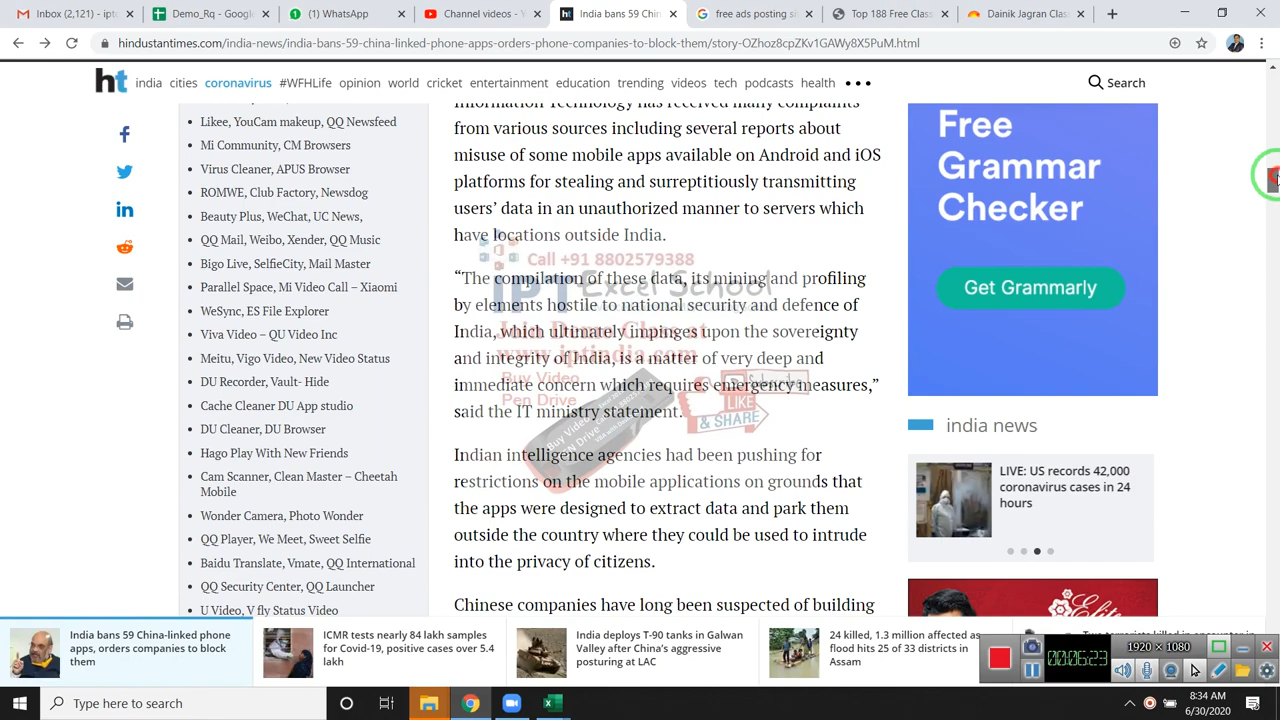 Inbox (2,121) - ipt
Demo_Rq - Google
(1) WhatsApp
Channel videos - Y
India bans 59 Chin
free ads posting si
Top 188 Free Class
Dainik Jagran Clas
hindustantimes.com/india-news/india-bans-59-china-linked-phone-apps-orders-phone-companies-to-block-them/story-OZhoz8cpZKv1GAWy8X5PuM.html
ht india cities coronavirus #WFHLife opinion world cricket entertainment education trending videos tech podcasts health ••• Search
Likee, YouCam makeup, QQ Newsfeed
Mi Community, CM Browsers
Virus Cleaner, APUS Browser
ROMWE, Club Factory, Newsdog
Beauty Plus, WeChat, UC News,
QQ Mail, Weibo, Xender, QQ Music
Bigo Live, SelfieCity, Mail Master
Parallel Space, Mi Video Call – Xiaomi
WeSync, ES File Explorer
Viva Video – QU Video Inc
Meitu, Vigo Video, New Video Status
DU Recorder, Vault- Hide
Cache Cleaner DU App studio
DU Cleaner, DU Browser
Hago Play With New Friends
Cam Scanner, Clean Master – Cheetah
Mobile
Wonder Camera, Photo Wonder
QQ Player, We Meet, Sweet Selfie
Baidu Translate, Vmate, QQ International
QQ Security Center, QQ Launcher
U Video, V fly Status Video
Information Technology has received many complaints
from various sources including several reports about
misuse of some mobile apps available on Android and iOS
platforms for stealing and surreptitiously transmitting
users’ data in an unauthorized manner to servers which
have locations outside India.
“The compilation of these data, its mining and profiling
by elements hostile to national security and defence of
India, which ultimately impinges upon the sovereignty
and integrity of India, is a matter of very deep and
immediate concern which requires emergency measures,”
said the IT ministry statement.
Indian intelligence agencies had been pushing for
restrictions on the mobile applications on grounds that
the apps were designed to extract data and park them
outside the country where they could be used to intrude
into the privacy of citizens.
Chinese companies have long been suspected of building
Call +91 8802579388
IPT Excel School
Join Demo Class at
www.iptindia.com
Buy Video
Pen Drive
Subscribe
LIKE
& SHARE
Free
Grammar
Checker
Get Grammarly
india news
LIVE: US records 42,000
coronavirus cases in 24
hours
India bans 59 China-linked phone
apps, orders companies to block
them
ICMR tests nearly 84 lakh samples
for Covid-19, positive cases over 5.4
lakh
India deploys T-90 tanks in Galwan
Valley after China's aggressive
posturing at LAC
24 killed, 1.3 million affected as
flood hits 25 of 33 districts in
Assam
1920 × 1080
00:06:23
Type here to search
8:34 AM
6/30/2020